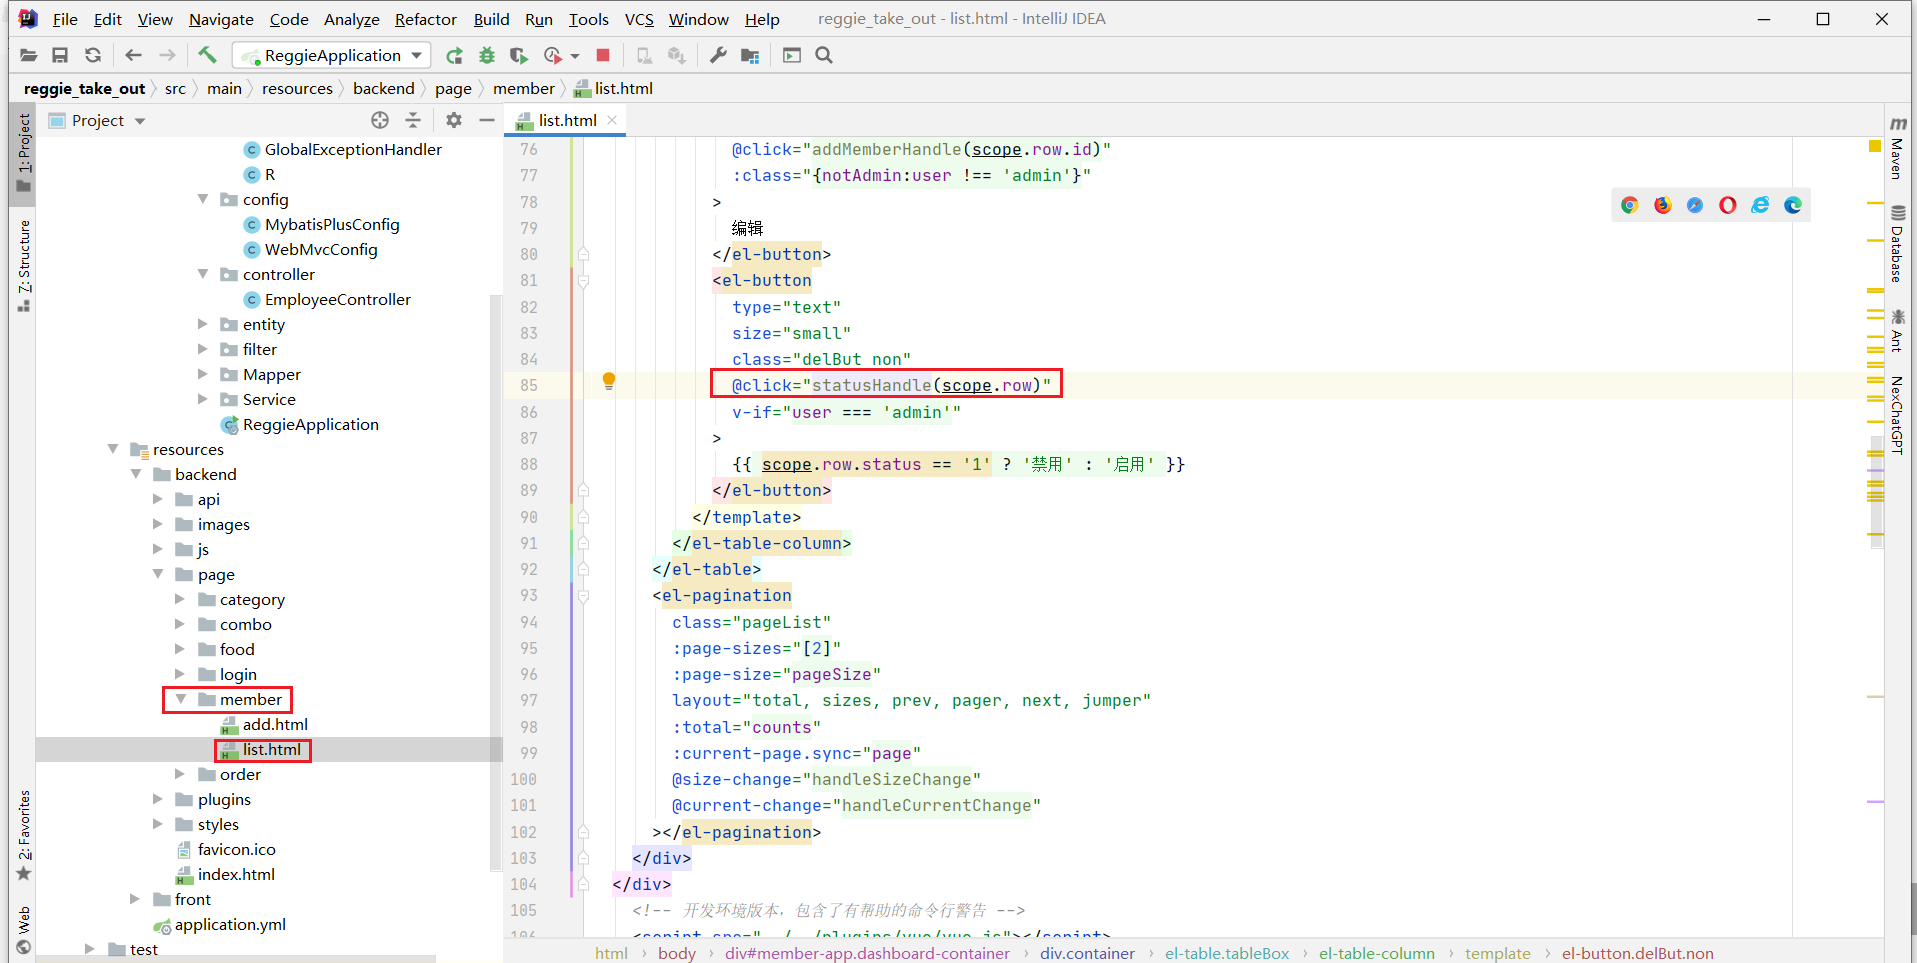 File Edit View Navigate Code Analyze Refactor Build Run Tools VCS Window Help reggie_take_out - list.html - IntelliJ IDEA
ReggieApplication
reggie_take_out src main resources backend page member list.html
1: Project
7: Structure
2: Favorites
Web
Project
GlobalExceptionHandler
R
config
MybatisPlusConfig
WebMvcConfig
controller
EmployeeController
entity
filter
Mapper
Service
ReggieApplication
resources
backend
api
images
js
page
category
combo
food
login
member
add.html
list.html
order
plugins
styles
favicon.ico
index.html
front
application.yml
test
list.html
76 @click="addMemberHandle(scope.row.id)"
77 :class="{notAdmin:user !== 'admin'}"
78 >
79 编辑
80 </el-button>
81 <el-button
82 type="text"
83 size="small"
84 class="delBut non"
85 @click="statusHandle(scope.row)"
86 v-if="user === 'admin'"
87 >
88 {{ scope.row.status == '1' ? '禁用' : '启用' }}
89 </el-button>
90 </template>
91 </el-table-column>
92 </el-table>
93 <el-pagination
94 class="pageList"
95 :page-sizes="[2]"
96 :page-size="pageSize"
97 layout="total, sizes, prev, pager, next, jumper"
98 :total="counts"
99 :current-page.sync="page"
100 @size-change="handleSizeChange"
101 @current-change="handleCurrentChange"
102 ></el-pagination>
103 </div>
104 </div>
105 <!-- 开发环境版本，包含了有帮助的命令行警告 -->
html body div#member-app.dashboard-container div.container el-table.tableBox el-table-column template el-button.delBut.non
Maven
Database
Ant
NexChatGPT